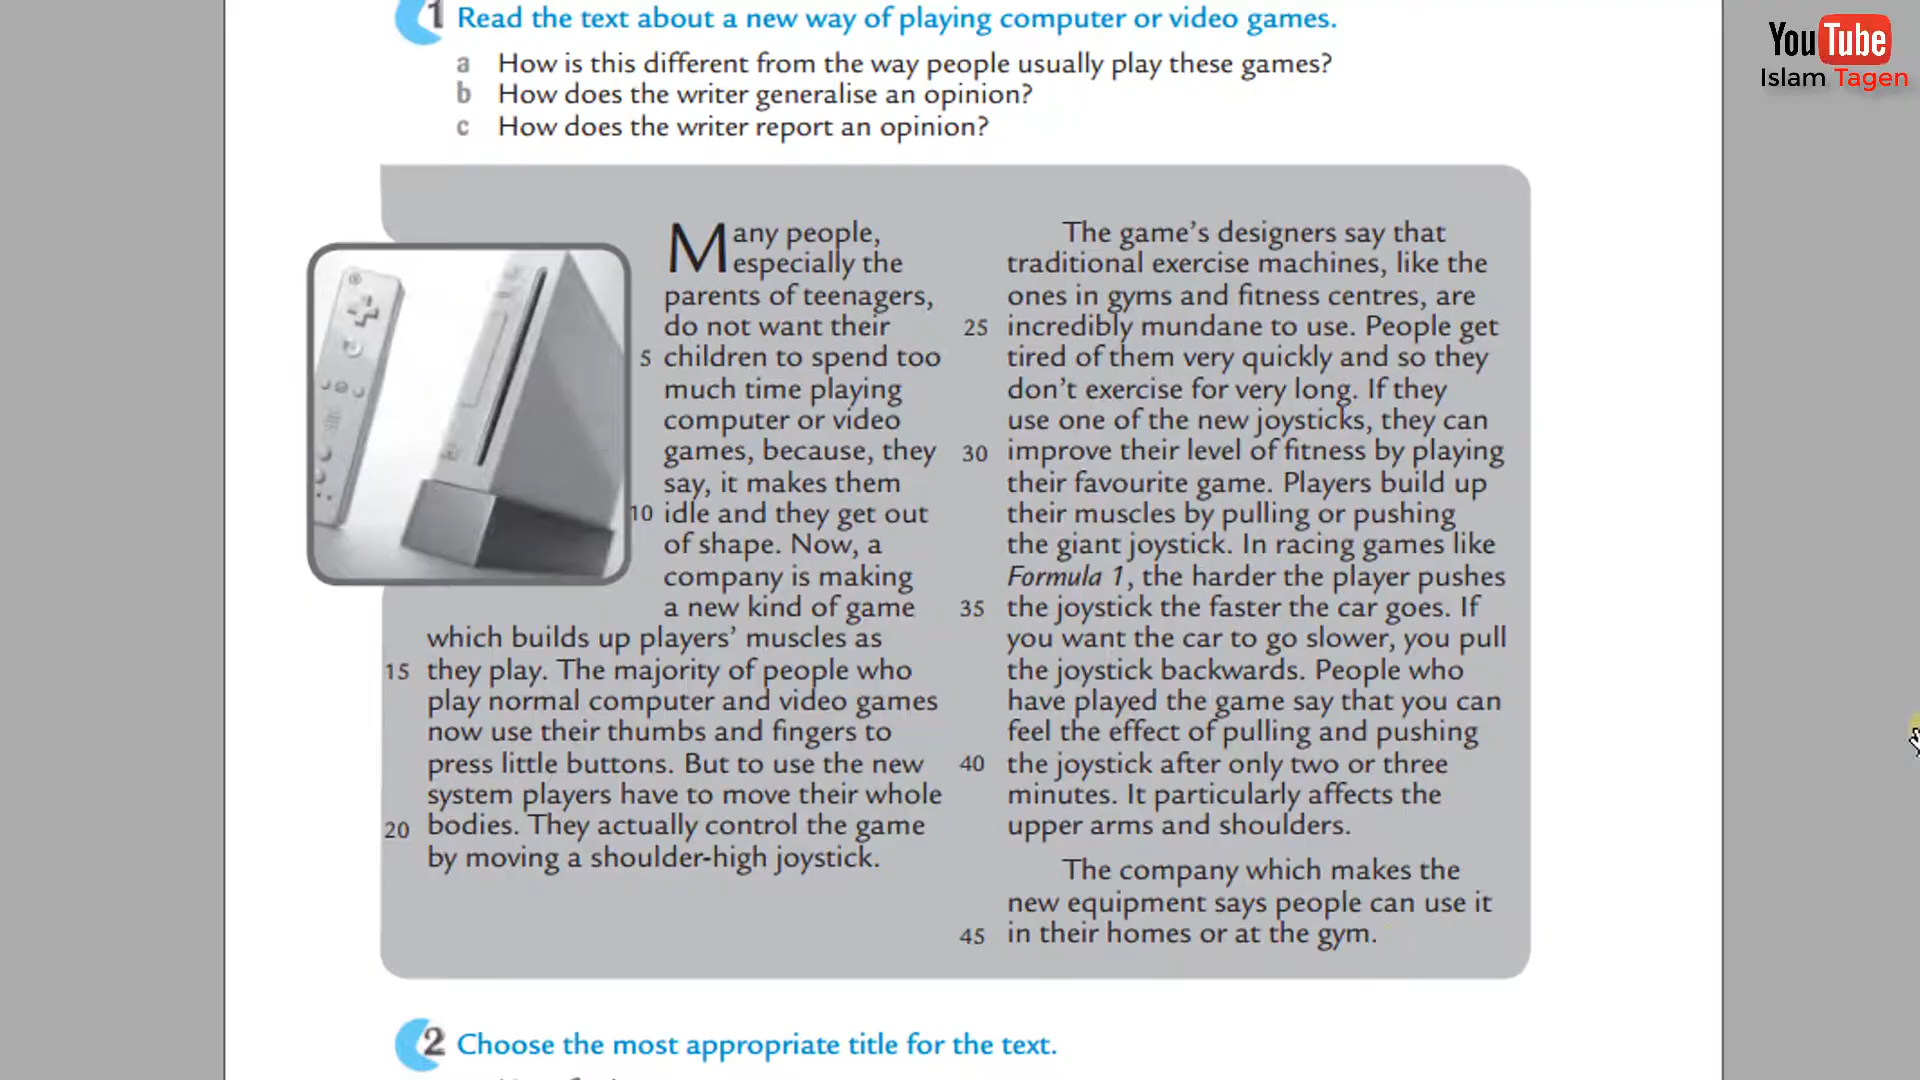 1 Read the text about a new way of playing computer or video games.
a How is this different from the way people usually play these games?
b How does the writer generalise an opinion?
c How does the writer report an opinion?
YouTube
Islam Tagen
Many people,
especially the
parents of teenagers,
do not want their
5 children to spend too
much time playing
computer or video
games, because, they
say, it makes them
10 idle and they get out
of shape. Now, a
company is making
a new kind of game
which builds up players’ muscles as
15 they play. The majority of people who
play normal computer and video games
now use their thumbs and fingers to
press little buttons. But to use the new
system players have to move their whole
20 bodies. They actually control the game
by moving a shoulder-high joystick.
The game’s designers say that
traditional exercise machines, like the
ones in gyms and fitness centres, are
25 incredibly mundane to use. People get
tired of them very quickly and so they
don’t exercise for very long. If they
use one of the new joysticks, they can
30 improve their level of fitness by playing
their favourite game. Players build up
their muscles by pulling or pushing
the giant joystick. In racing games like
Formula 1, the harder the player pushes
35 the joystick the faster the car goes. If
you want the car to go slower, you pull
the joystick backwards. People who
have played the game say that you can
feel the effect of pulling and pushing
40 the joystick after only two or three
minutes. It particularly affects the
upper arms and shoulders.
The company which makes the
new equipment says people can use it
45 in their homes or at the gym.
2 Choose the most appropriate title for the text.